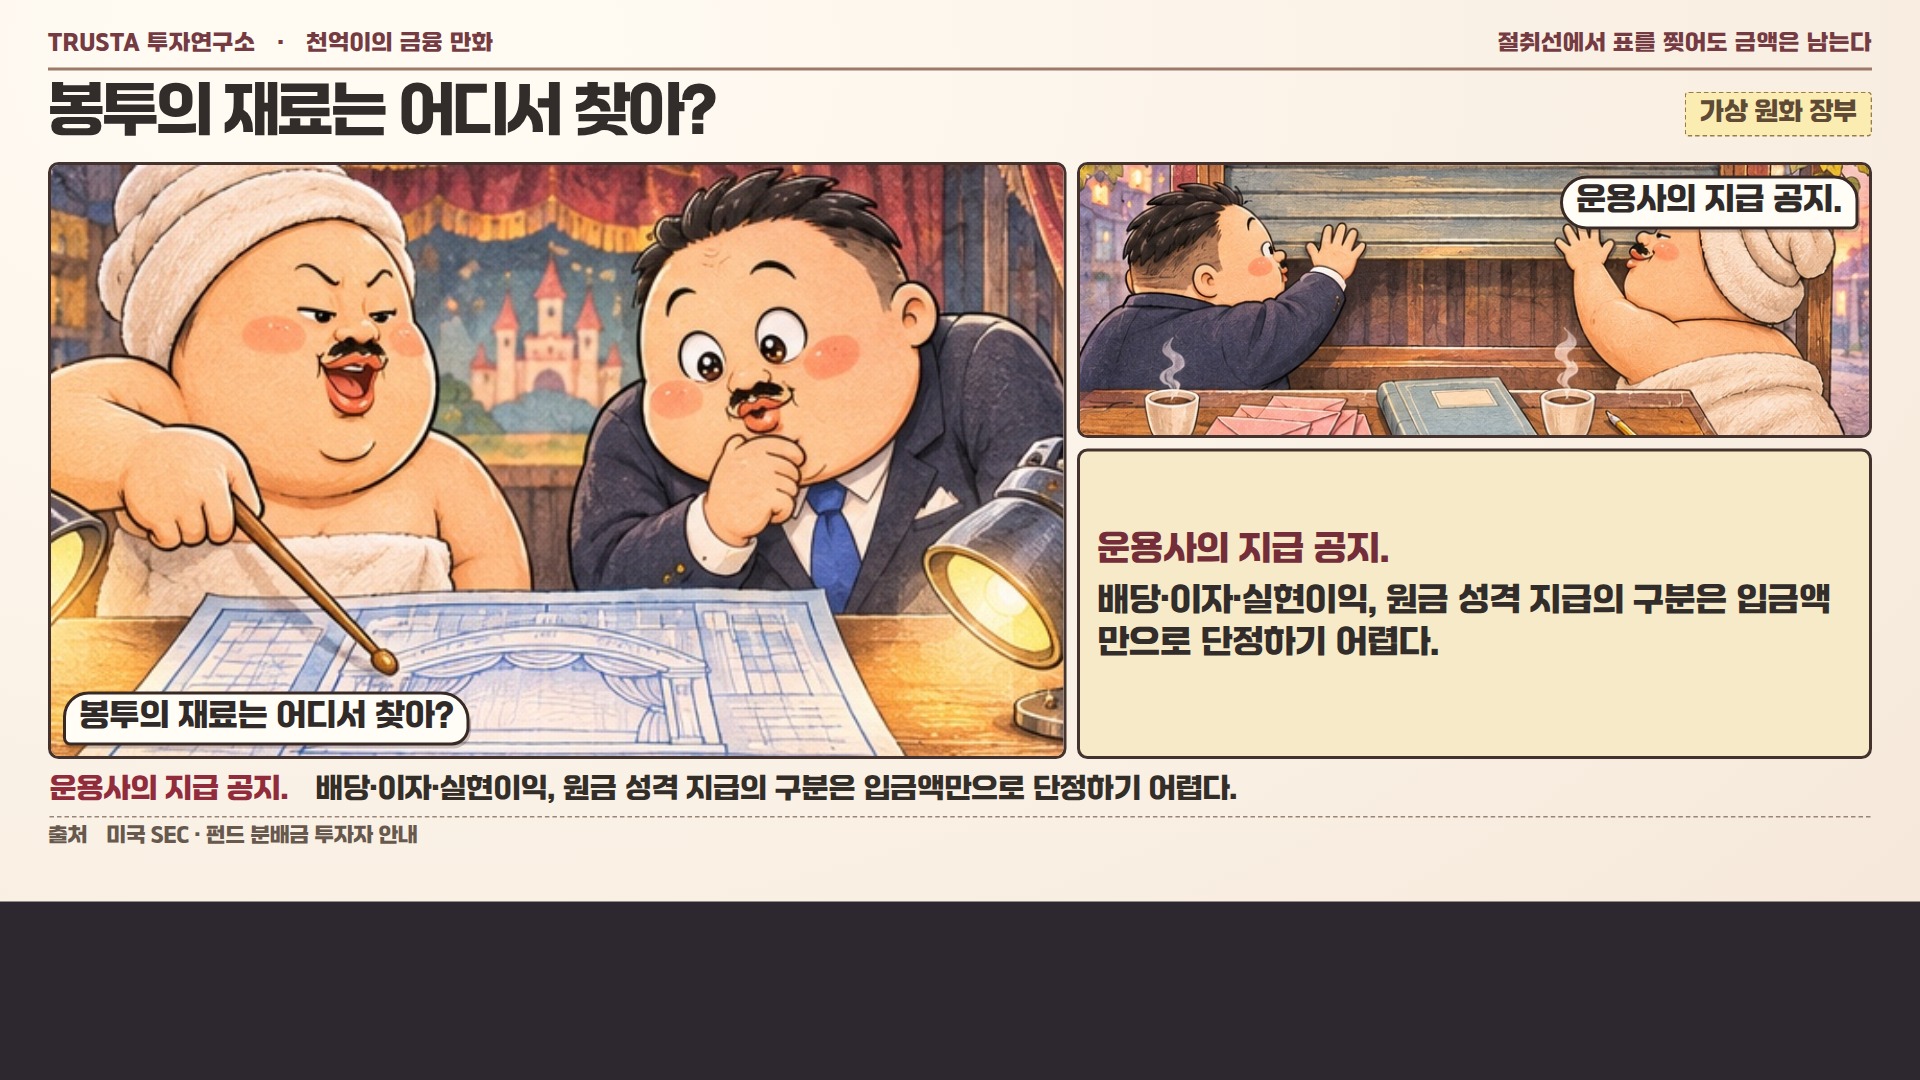 TRUSTA 투자연구소 · 천억이의 금융 만화
절취선에서 표를 찢어도 금액은 남는다
봉투의 재료는 어디서 찾아?
가상 원화 장부
봉투의 재료는 어디서 찾아?
운용사의 지급 공지.
운용사의 지급 공지.
배당·이자·실현이익, 원금 성격 지급의 구분은 입금액
만으로 단정하기 어렵다.
운용사의 지급 공지. 배당·이자·실현이익, 원금 성격 지급의 구분은 입금액만으로 단정하기 어렵다.
출처 미국 SEC · 펀드 분배금 투자자 안내